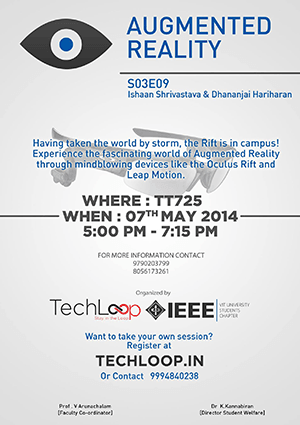 AUGMENTED
REALITY
S03E09
Ishaan Shrivastava & Dhananjai Hariharan
Having taken the world by storm, the Rift is in campus!
Experience the fascinating world of Augmented Reality
through mindblowing devices like the Oculus Rift and
Leap Motion.
WHERE : TT725
WHEN : 07TH MAY 2014
5:00 PM - 7:15 PM
FOR MORE INFORMATION CONTACT
9790203799
8056173261
Organized by
TechLoop
Stay in the Loop!
IEEE
VIT UNIVERSITY
STUDENTS
CHAPTER
Want to take your own session?
Register at
TECHLOOP.IN
Or Contact 9994840238
Prof . V Arunachalam
[Faculty Co-ordinator]
Dr K.Kannabiran
[Director Student Welfare]